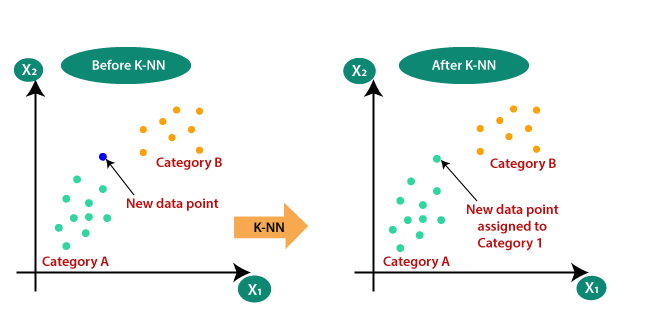 Before K-NN
X₂
Category B
New data point
Category A
X₁
K-NN
After K-NN
X₂
Category B
New data point
assigned to
Category 1
Category A
X₁